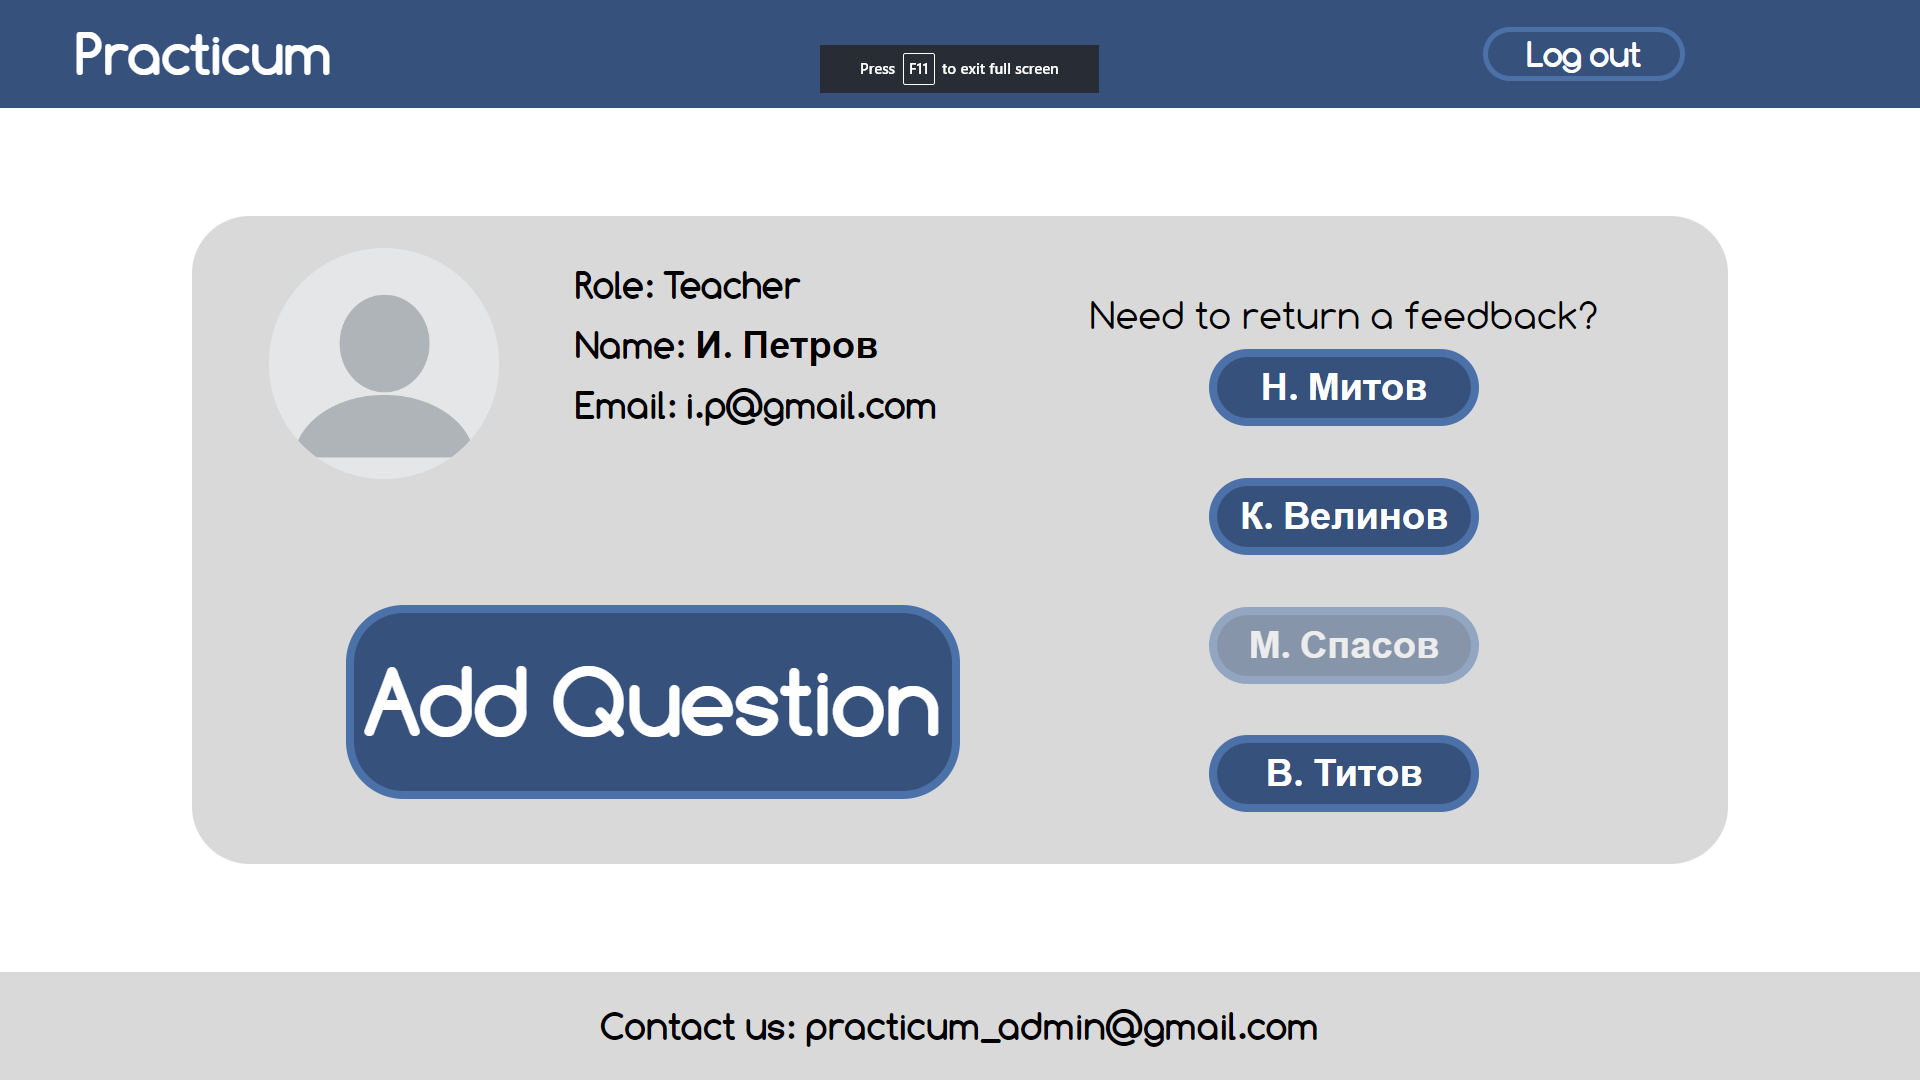 Practicum
Press F11 to exit full screen
Log out
Role: Teacher
Name: И. Петров
Email: i.p@gmail.com
Need to return a feedback?
Н. Митов
К. Велинов
М. Спасов
В. Титов
Add Question
Contact us: practicum_admin@gmail.com